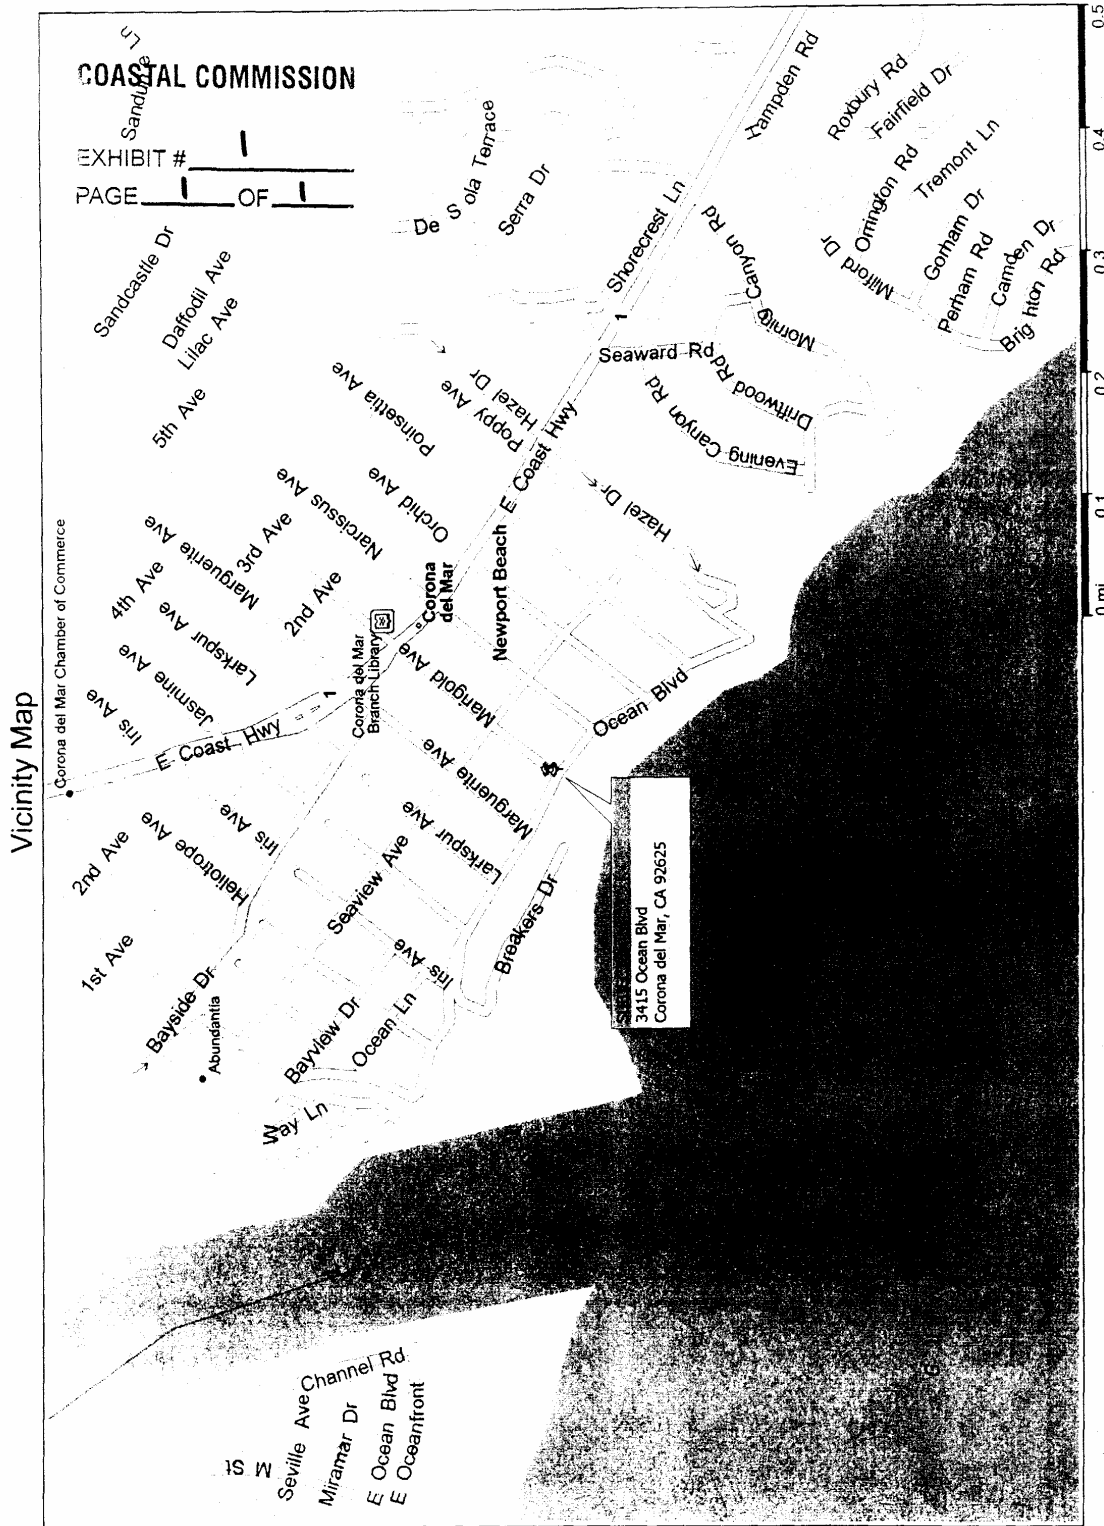 Vicinity Map
COASTAL COMMISSION
EXHIBIT # 1
PAGE 1 OF 1
Sandune Ln
Sandcastle Dr
Daffodil Ave
Lilac Ave
5th Ave
De Sola Terrace
Serra Dr
Hampden Rd
Roxbury Rd
Fairfield Dr
Tremont Ln
Orrington Rd
Gorham Dr
Milford Dr
Perham Rd
Camden Dr
Brighton Rd
Shorecrest Ln
Morning Canyon Rd
1
Seaward Rd
Driftwood Rd
Evening Canyon Rd
Hazel Dr
Poppy Ave
Poinsettia Ave
E Coast Hwy
Orchid Ave
Narcissus Ave
3rd Ave
2nd Ave
Marguerite Ave
4th Ave
Larkspur Ave
Jasmine Ave
Iris Ave
Corona del Mar Chamber of Commerce
E Coast Hwy
1
Corona del Mar
Branch Library
Corona
del Mar
Newport Beach
Hazel Dr
Marigold Ave
Marguerite Ave
Larkspur Ave
Ocean Blvd
2nd Ave
Heliotrope Ave
Iris Ave
1st Ave
Seaview Ave
Iris Ave
Breakers Dr
Bayside Dr
Abundantia
Bayview Dr
Ocean Ln
Way Ln
3415 Ocean Blvd
Corona del Mar, CA 92625
Channel Rd
M St
Seville Ave
Miramar Dr
E Ocean Blvd
E Oceanfront
0 mi
0.1
0.2
0.3
0.4
0.5